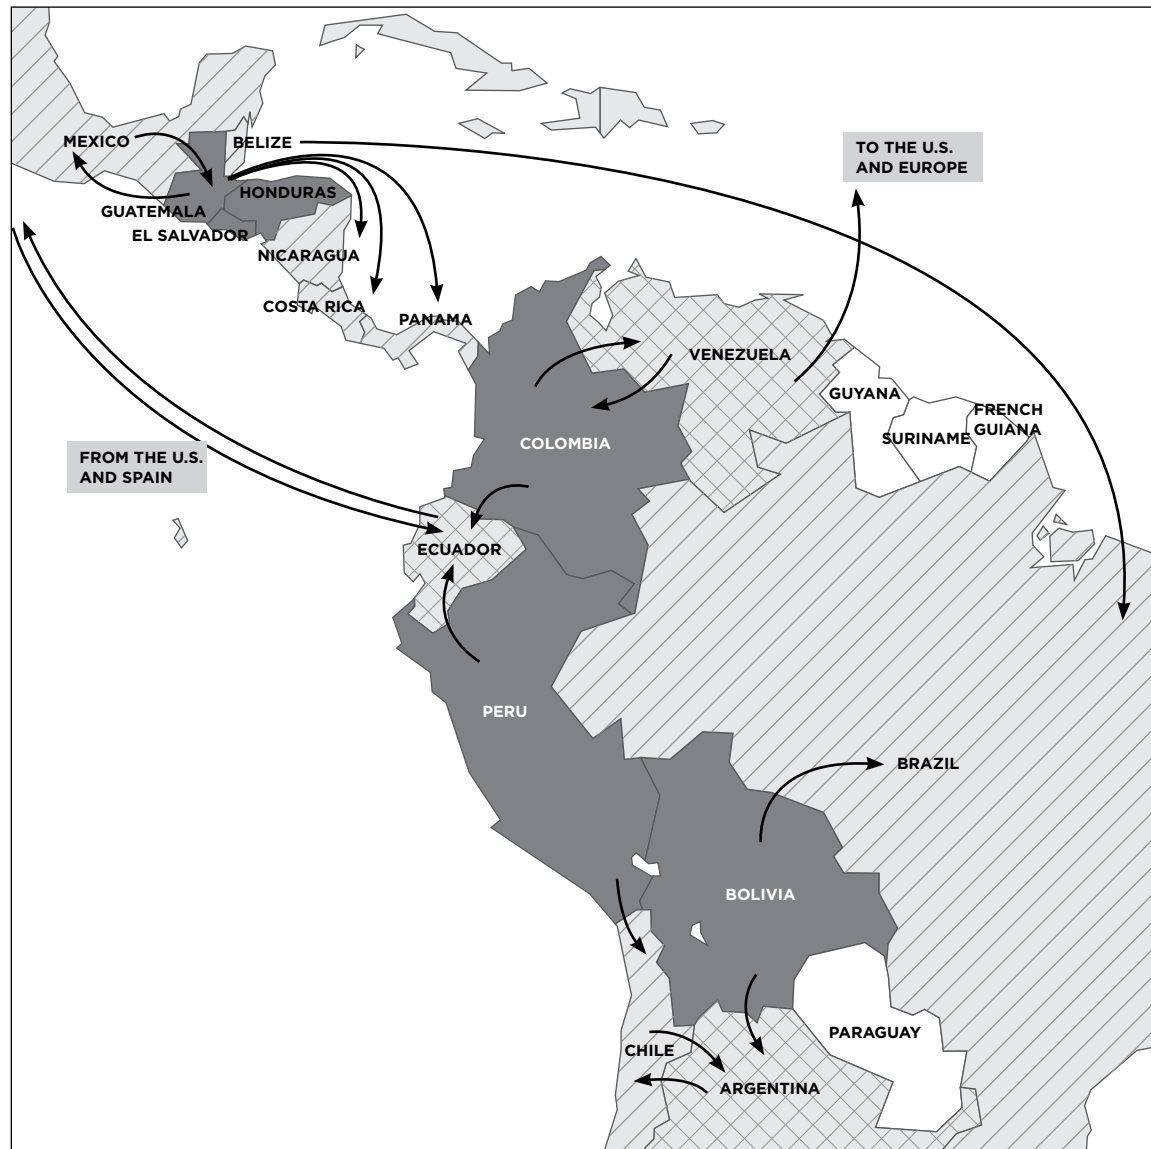 MEXICO
BELIZE
TO THE U.S.
AND EUROPE
HONDURAS
GUATEMALA
EL SALVADOR
NICARAGUA
COSTA RICA
PANAMA
VENEZUELA
GUYANA
FRENCH
GUIANA
SURINAME
COLOMBIA
FROM THE U.S.
AND SPAIN
ECUADOR
PERU
BRAZIL
BOLIVIA
PARAGUAY
CHILE
ARGENTINA